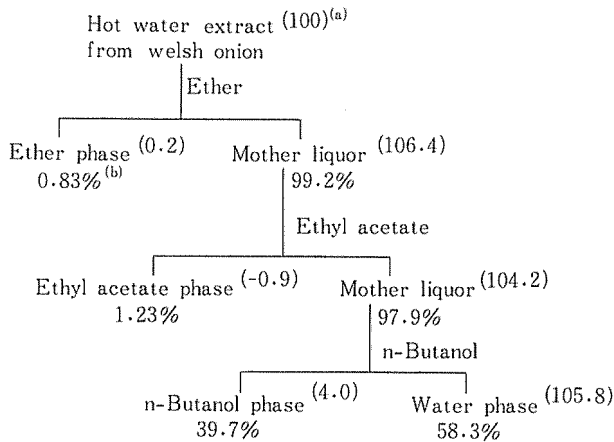 Hot water extract (100)(a)
from welsh onion
Ether
Ether phase (0.2) Mother liquor (106.4)
0.83%(b) 99.2%
Ethyl acetate
Ethyl acetate phase (-0.9) Mother liquor (104.2)
1.23% 97.9%
n-Butanol
n-Butanol phase (4.0) Water phase (105.8)
39.7% 58.3%